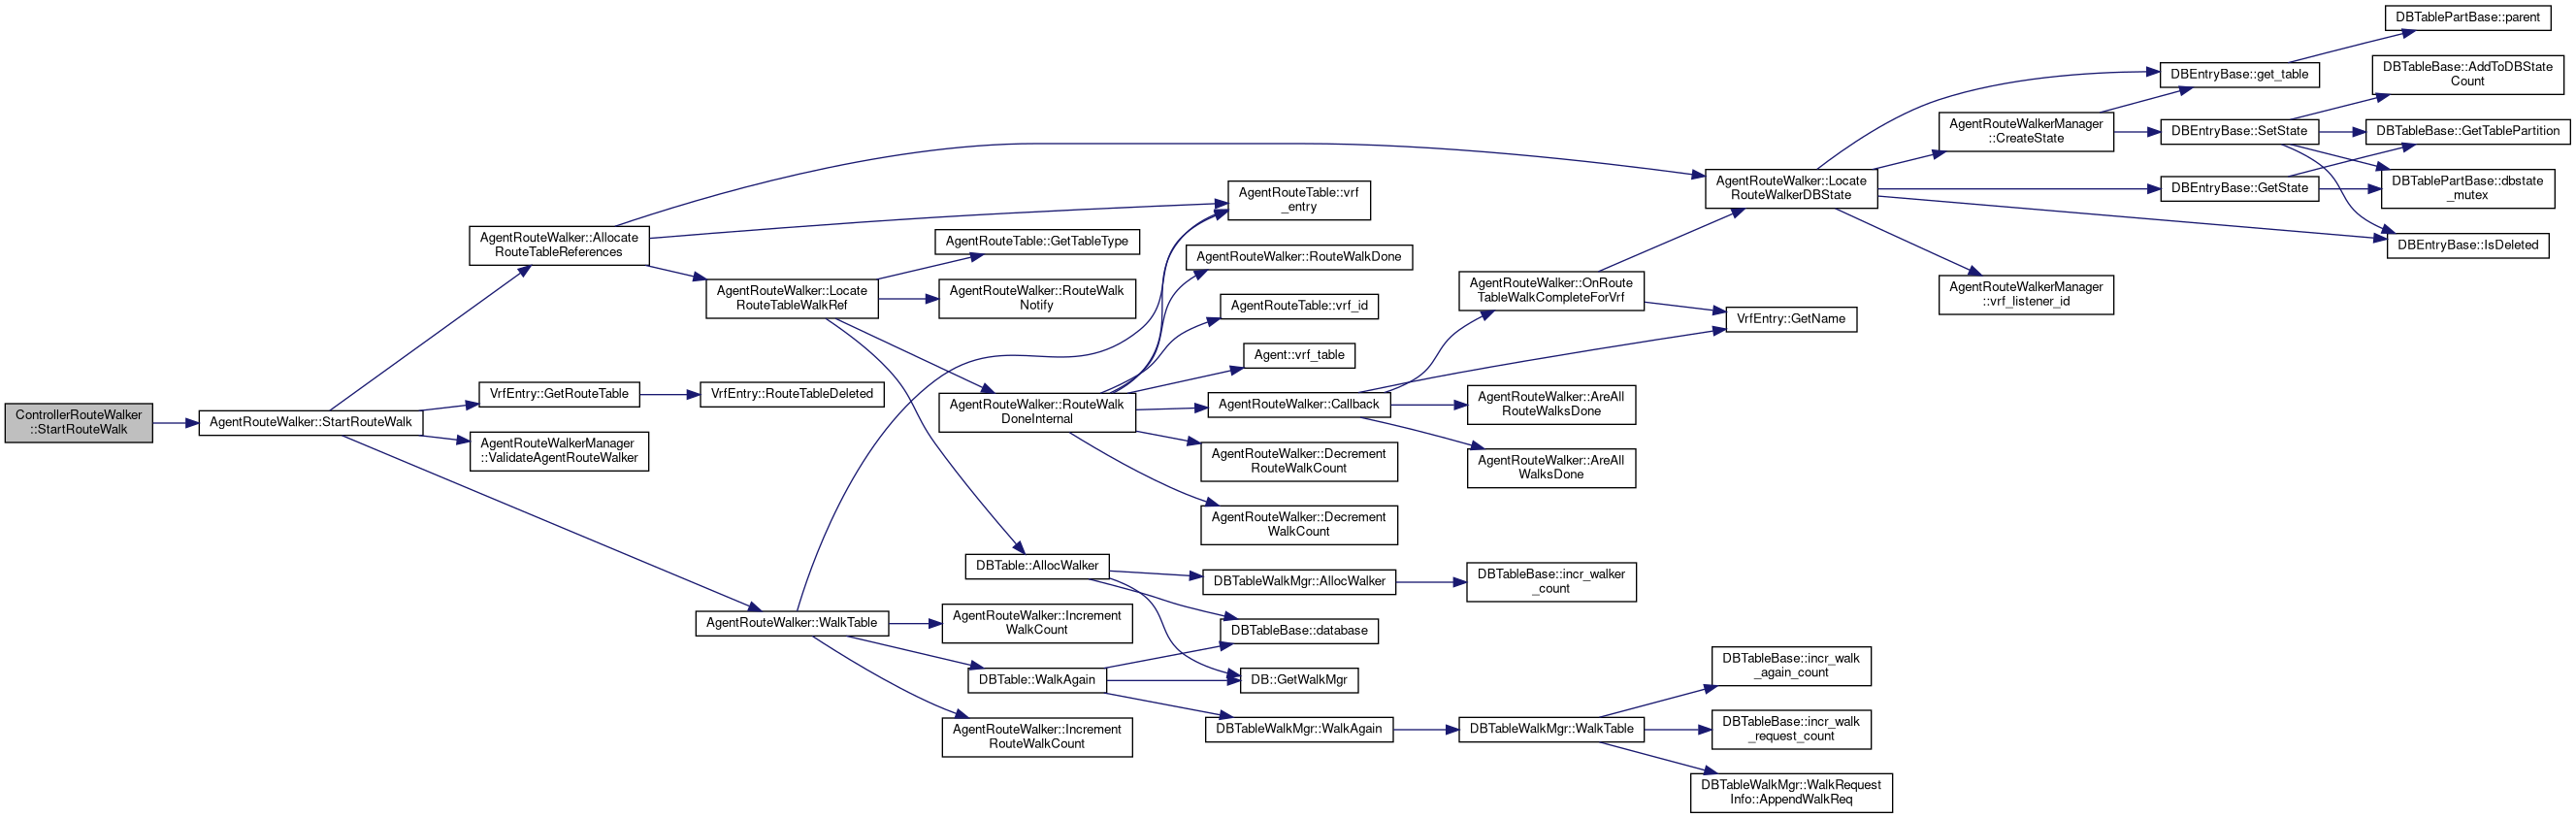 ControllerRouteWalker
::StartRouteWalk
AgentRouteWalker::StartRouteWalk
AgentRouteWalker::Allocate
RouteTableReferences
VrfEntry::GetRouteTable
AgentRouteWalkerManager
::ValidateAgentRouteWalker
AgentRouteWalker::Locate
RouteTableWalkRef
VrfEntry::RouteTableDeleted
AgentRouteWalker::WalkTable
AgentRouteTable::GetTableType
AgentRouteWalker::RouteWalk
Notify
AgentRouteWalker::RouteWalk
DoneInternal
DBTable::AllocWalker
AgentRouteWalker::Increment
WalkCount
DBTable::WalkAgain
AgentRouteWalker::Increment
RouteWalkCount
AgentRouteTable::vrf
_entry
AgentRouteWalker::RouteWalkDone
AgentRouteTable::vrf_id
Agent::vrf_table
AgentRouteWalker::Callback
AgentRouteWalker::Decrement
RouteWalkCount
AgentRouteWalker::Decrement
WalkCount
DBTableWalkMgr::AllocWalker
DBTableBase::database
DB::GetWalkMgr
DBTableWalkMgr::WalkAgain
AgentRouteWalker::OnRoute
TableWalkCompleteForVrf
AgentRouteWalker::AreAll
RouteWalksDone
AgentRouteWalker::AreAll
WalksDone
DBTableBase::incr_walker
_count
DBTableWalkMgr::WalkTable
AgentRouteWalker::Locate
RouteWalkerDBState
VrfEntry::GetName
DBTableBase::incr_walk
_again_count
DBTableBase::incr_walk
_request_count
DBTableWalkMgr::WalkRequest
Info::AppendWalkReq
AgentRouteWalkerManager
::CreateState
AgentRouteWalkerManager
::vrf_listener_id
DBEntryBase::get_table
DBEntryBase::SetState
DBEntryBase::GetState
DBTablePartBase::parent
DBTableBase::AddToDBState
Count
DBTableBase::GetTablePartition
DBTablePartBase::dbstate
_mutex
DBEntryBase::IsDeleted